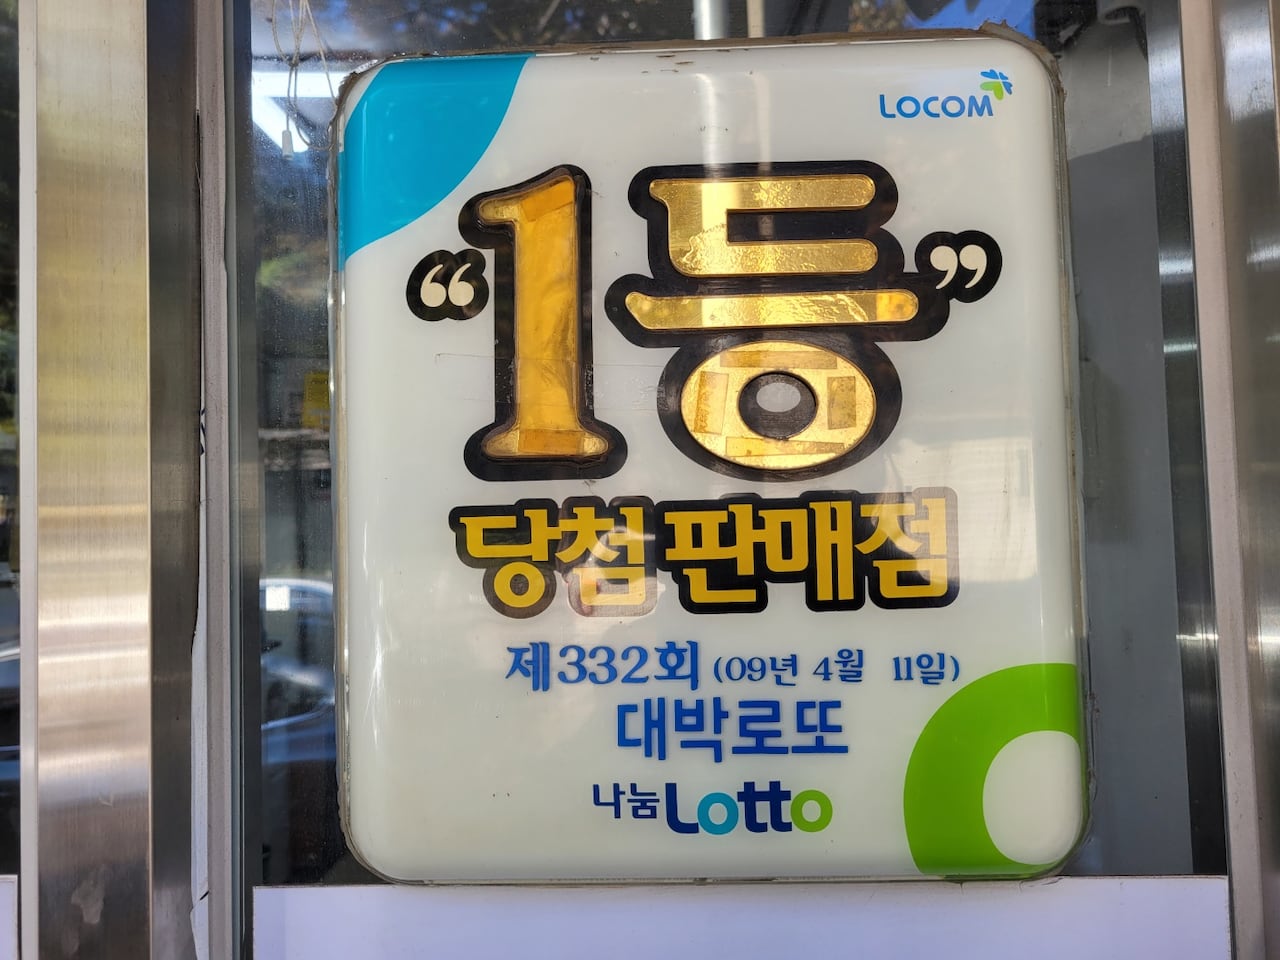 LOCOM
“1등”
당첨 판매점
제332회 (09년 4월 11일)
대박로또
나눔Lotto